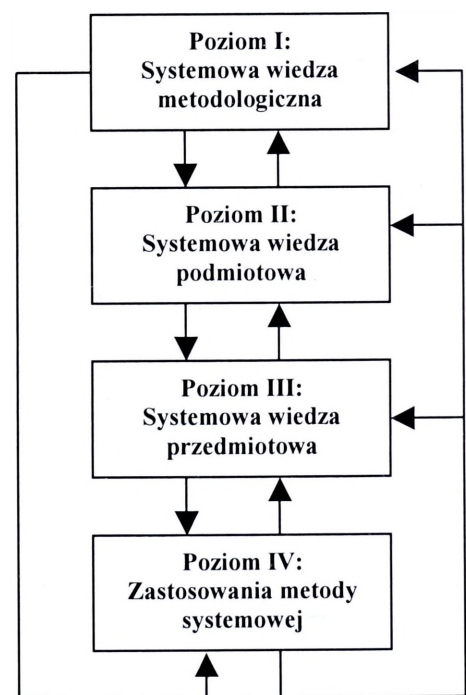 Poziom I:
Systemowa wiedza
metodologiczna
Poziom II:
Systemowa wiedza
podmiotowa
Poziom III:
Systemowa wiedza
przedmiotowa
Poziom IV:
Zastosowania metody
systemowej